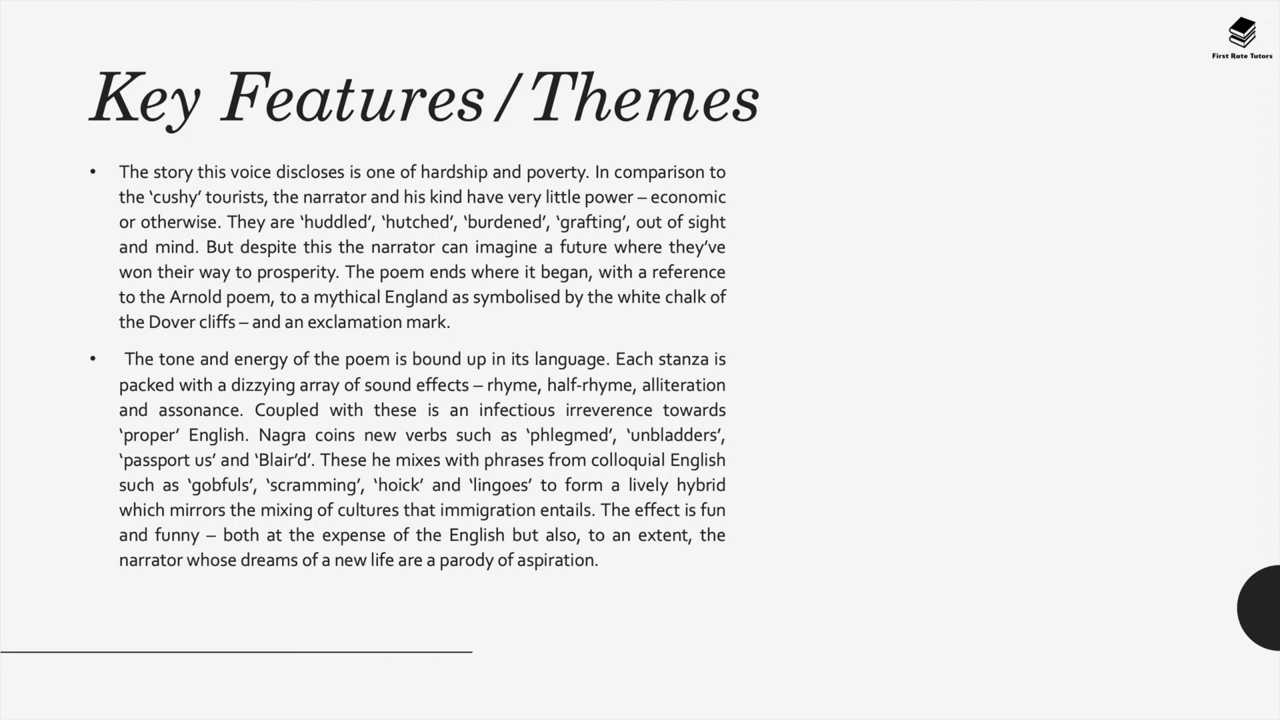 First Rate Tutors
Key Features/Themes
• The story this voice discloses is one of hardship and poverty. In comparison to
the ‘cushy’ tourists, the narrator and his kind have very little power – economic
or otherwise. They are ‘huddled’, ‘hutched’, ‘burdened’, ‘grafting’, out of sight
and mind. But despite this the narrator can imagine a future where they’ve
won their way to prosperity. The poem ends where it began, with a reference
to the Arnold poem, to a mythical England as symbolised by the white chalk of
the Dover cliffs – and an exclamation mark.
• The tone and energy of the poem is bound up in its language. Each stanza is
packed with a dizzying array of sound effects – rhyme, half-rhyme, alliteration
and assonance. Coupled with these is an infectious irreverence towards
‘proper’ English. Nagra coins new verbs such as ‘phlegmed’, ‘unbladders’,
‘passport us’ and ‘Blair’d’. These he mixes with phrases from colloquial English
such as ‘gobfuls’, ‘scramming’, ‘hoick’ and ‘lingoes’ to form a lively hybrid
which mirrors the mixing of cultures that immigration entails. The effect is fun
and funny – both at the expense of the English but also, to an extent, the
narrator whose dreams of a new life are a parody of aspiration.